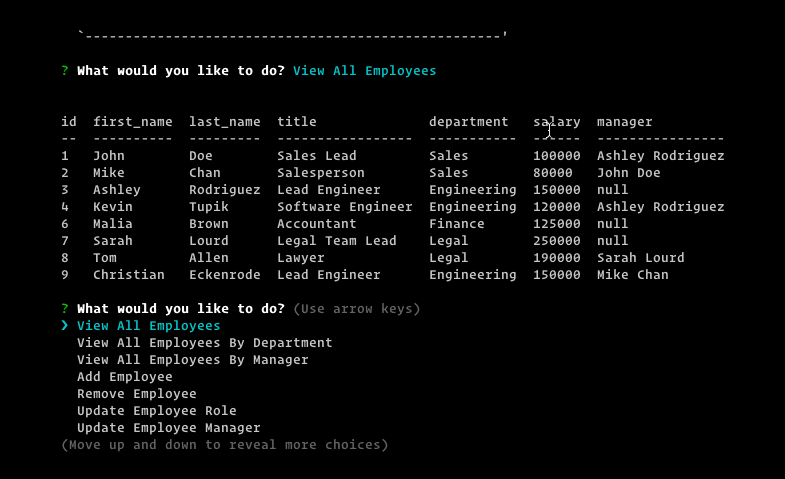 `----------------------------------------------------'
? What would you like to do? View All Employees
id  first_name  last_name  title              department   salary  manager
--  ----------  ---------  -----------------  -----------  ------  ----------------
1   John        Doe        Sales Lead         Sales        100000  Ashley Rodriguez
2   Mike        Chan       Salesperson        Sales        80000   John Doe
3   Ashley      Rodriguez  Lead Engineer      Engineering  150000  null
4   Kevin       Tupik      Software Engineer  Engineering  120000  Ashley Rodriguez
6   Malia       Brown      Accountant         Finance      125000  null
7   Sarah       Lourd      Legal Team Lead    Legal        250000  null
8   Tom         Allen      Lawyer             Legal        190000  Sarah Lourd
9   Christian   Eckenrode  Lead Engineer      Engineering  150000  Mike Chan
? What would you like to do? (Use arrow keys)
❯ View All Employees
  View All Employees By Department
  View All Employees By Manager
  Add Employee
  Remove Employee
  Update Employee Role
  Update Employee Manager
(Move up and down to reveal more choices)